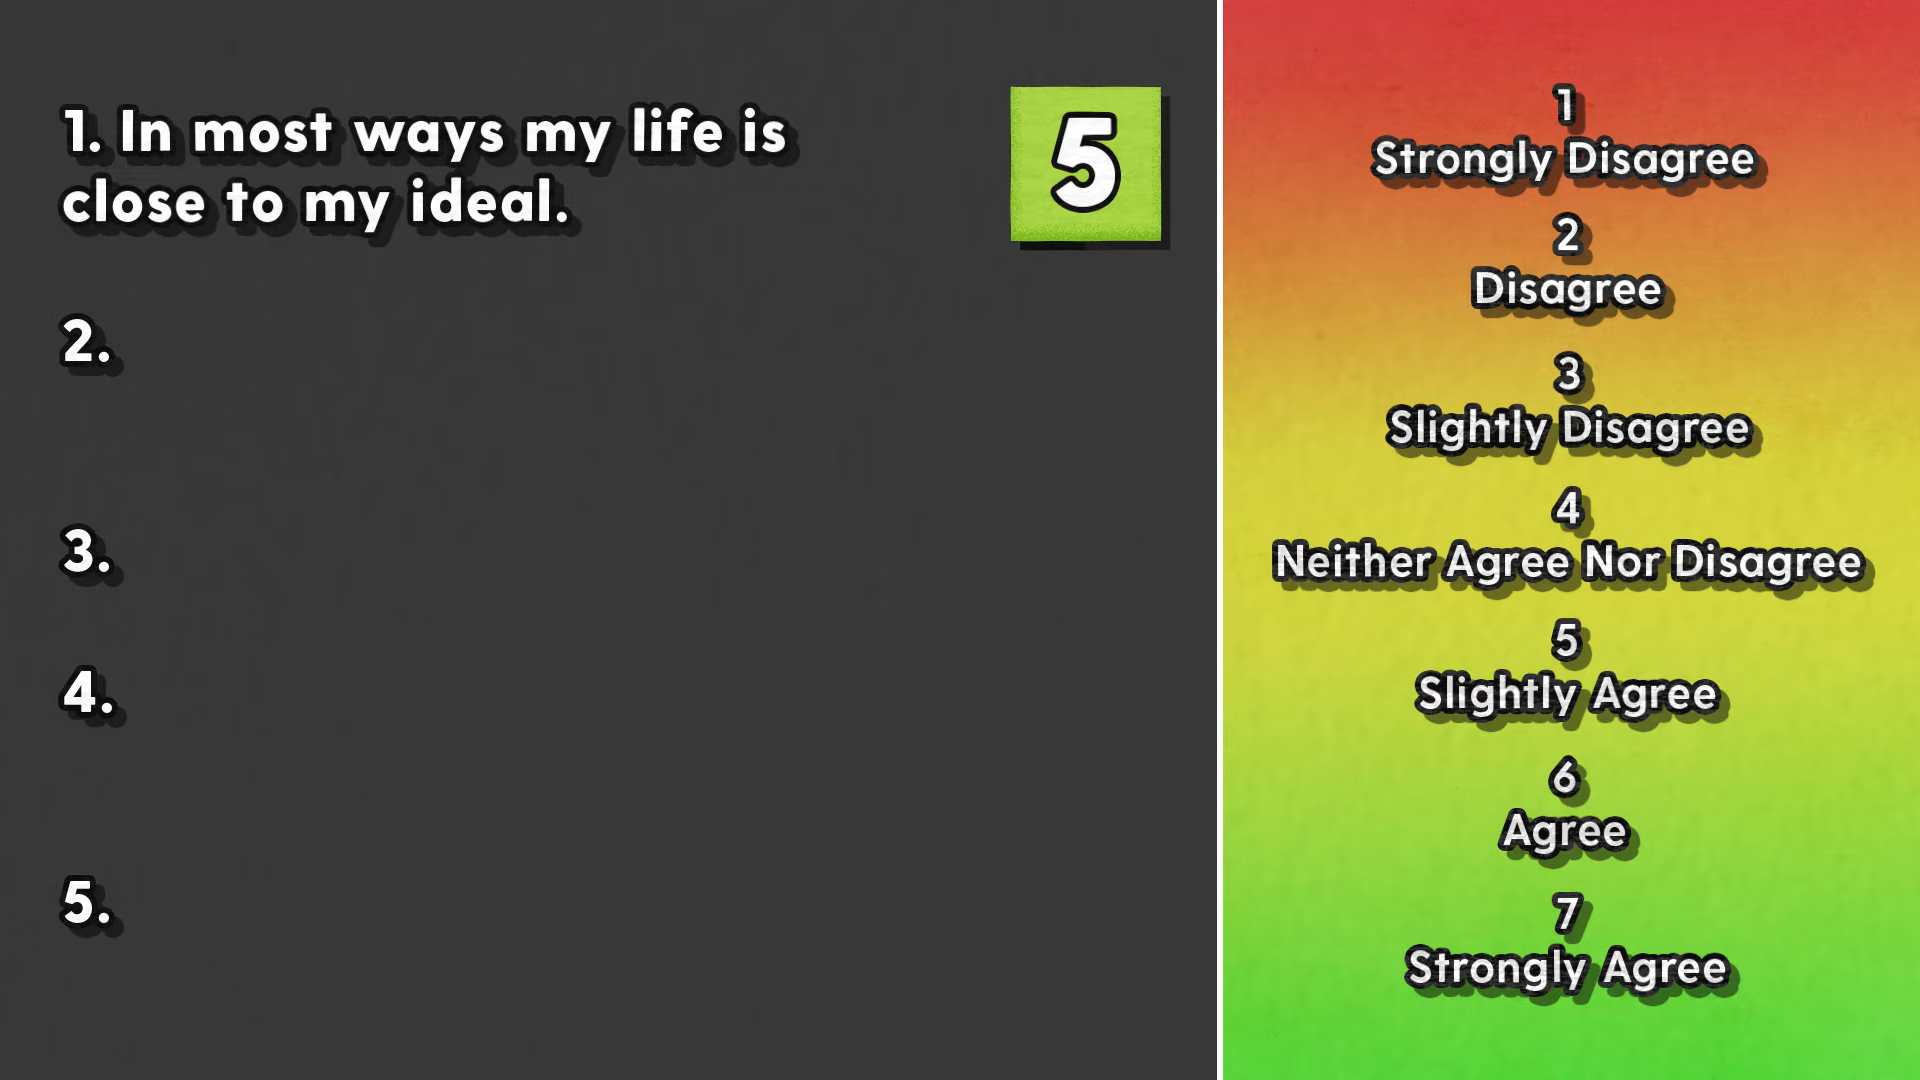 1. In most ways my life is
close to my ideal.
5
2.
3.
4.
5.
1
Strongly Disagree
2
Disagree
3
Slightly Disagree
4
Neither Agree Nor Disagree
5
Slightly Agree
6
Agree
7
Strongly Agree